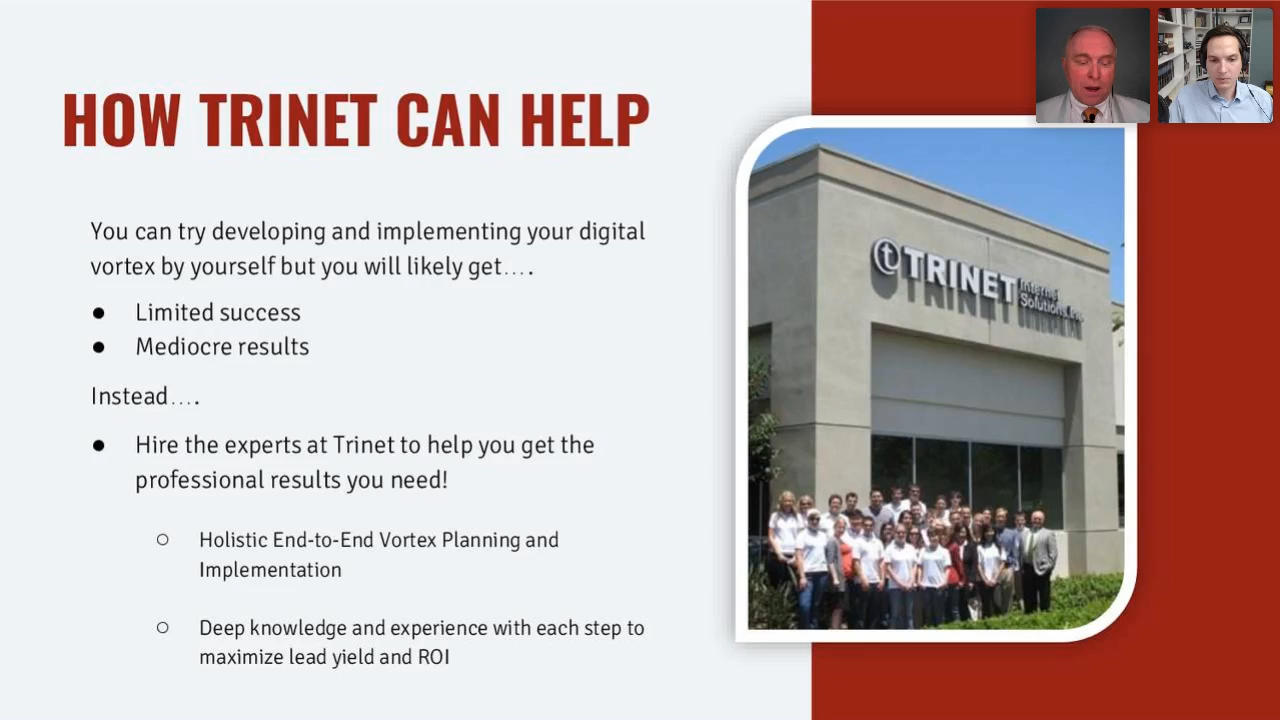 HOW TRINET CAN HELP
You can try developing and implementing your digital
vortex by yourself but you will likely get....
● Limited success
● Mediocre results
Instead....
● Hire the experts at Trinet to help you get the
professional results you need!
○ Holistic End-to-End Vortex Planning and
Implementation
○ Deep knowledge and experience with each step to
maximize lead yield and ROI
t TRINET Internet
Solutions, Inc.